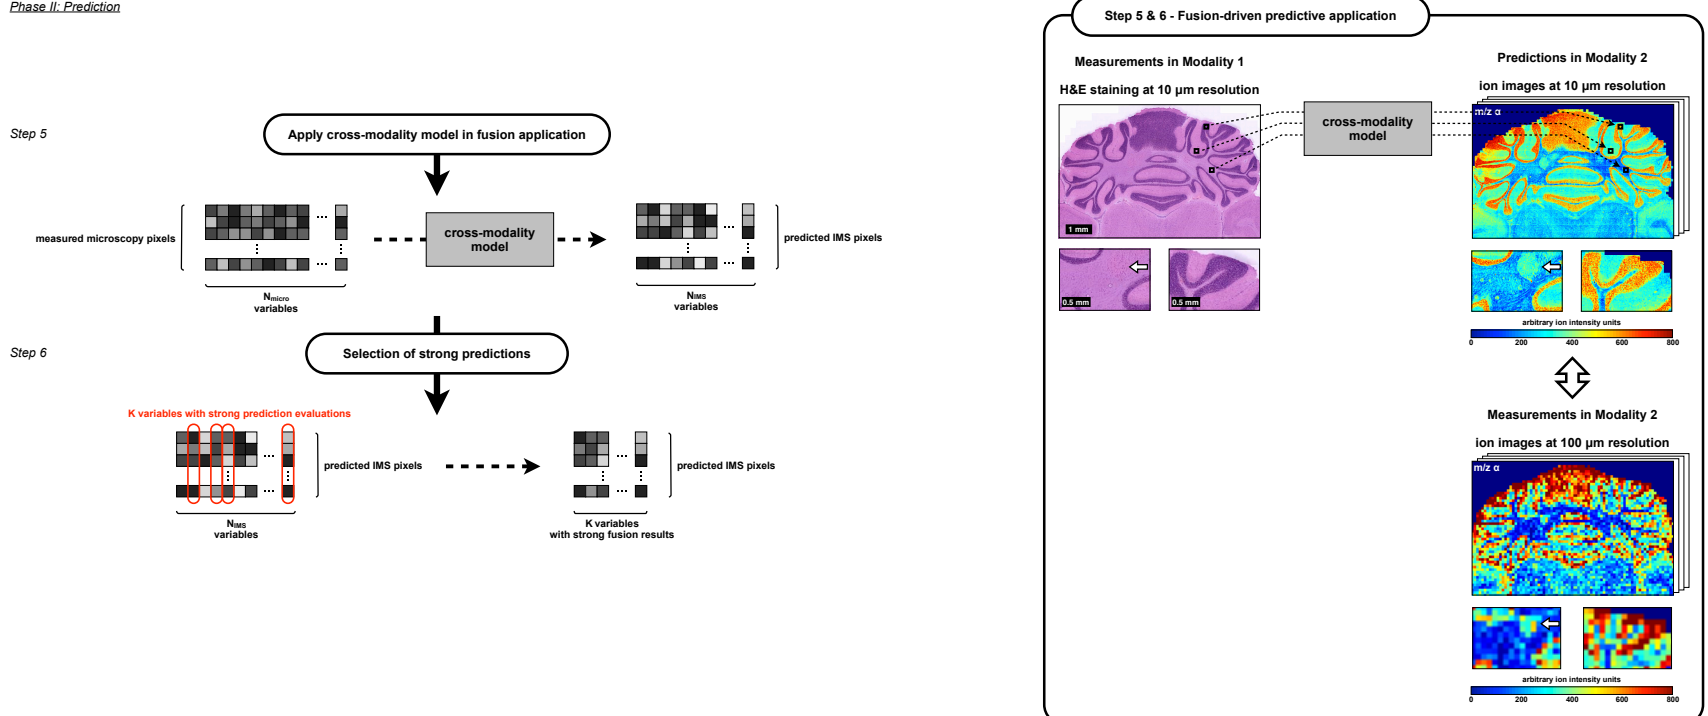 Phase II: Prediction
Step 5
Apply cross-modality model in fusion application
measured microscopy pixels
...
cross-modality
model
...
predicted IMS pixels
...
...
Nmicro
variables
NIMS
variables
Step 6
Selection of strong predictions
K variables with strong prediction evaluations
...
predicted IMS pixels
...
predicted IMS pixels
...
...
NIMS
variables
K variables
with strong fusion results
Step 5 & 6 - Fusion-driven predictive application
Measurements in Modality 1
H&E staining at 10 µm resolution
1 mm
0.5 mm
0.5 mm
cross-modality
model
Predictions in Modality 2
ion images at 10 µm resolution
m/z α
arbitrary ion intensity units
0 200 400 600 800
Measurements in Modality 2
ion images at 100 µm resolution
m/z α
arbitrary ion intensity units
0 200 400 600 800